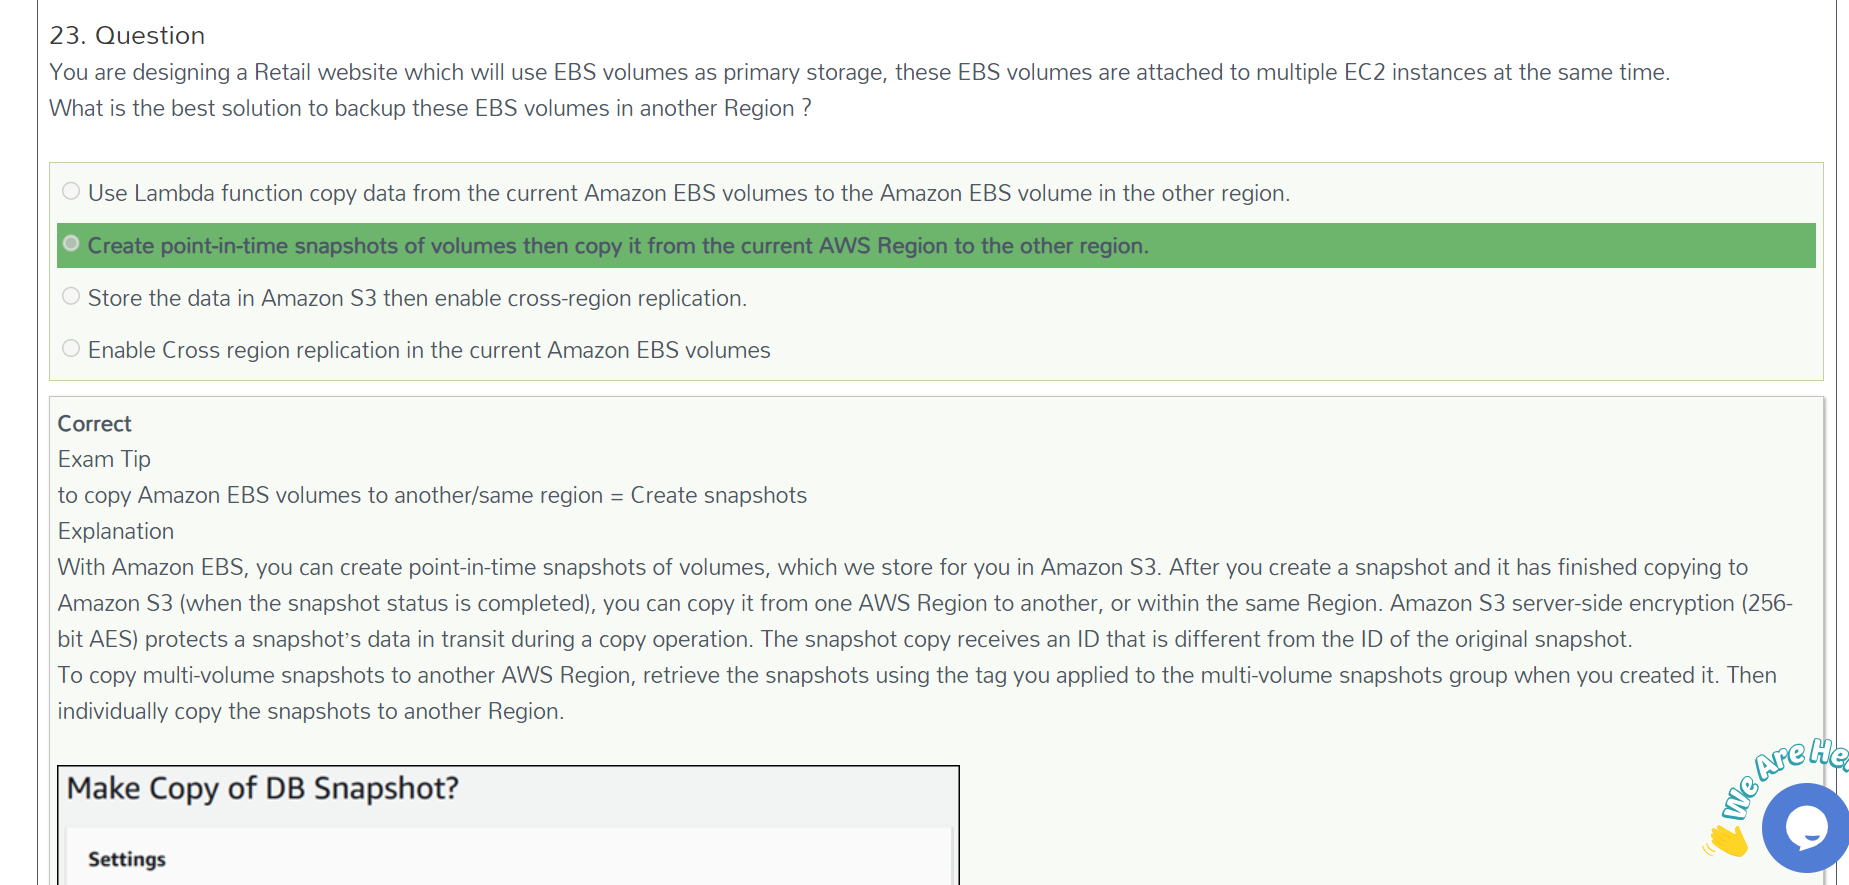 23. Question
You are designing a Retail website which will use EBS volumes as primary storage, these EBS volumes are attached to multiple EC2 instances at the same time.
What is the best solution to backup these EBS volumes in another Region ?
Use Lambda function copy data from the current Amazon EBS volumes to the Amazon EBS volume in the other region.
Create point-in-time snapshots of volumes then copy it from the current AWS Region to the other region.
Store the data in Amazon S3 then enable cross-region replication.
Enable Cross region replication in the current Amazon EBS volumes
Correct
Exam Tip
to copy Amazon EBS volumes to another/same region = Create snapshots
Explanation
With Amazon EBS, you can create point-in-time snapshots of volumes, which we store for you in Amazon S3. After you create a snapshot and it has finished copying to
Amazon S3 (when the snapshot status is completed), you can copy it from one AWS Region to another, or within the same Region. Amazon S3 server-side encryption (256-
bit AES) protects a snapshot’s data in transit during a copy operation. The snapshot copy receives an ID that is different from the ID of the original snapshot.
To copy multi-volume snapshots to another AWS Region, retrieve the snapshots using the tag you applied to the multi-volume snapshots group when you created it. Then
individually copy the snapshots to another Region.
Make Copy of DB Snapshot?
Settings
We Are